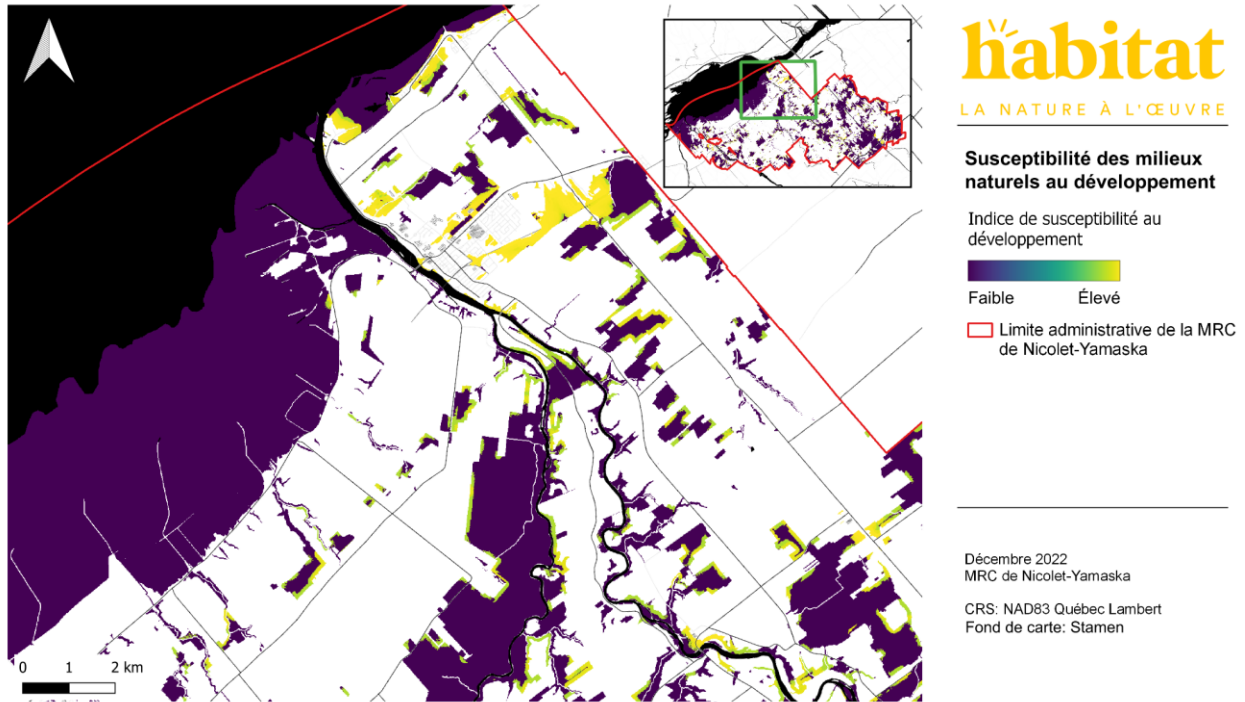 habitat
LA NATURE À L'ŒUVRE
Susceptibilité des milieux
naturels au développement
Indice de susceptibilité au
développement
Faible Élevé
Limite administrative de la MRC
de Nicolet-Yamaska
Décembre 2022
MRC de Nicolet-Yamaska
CRS: NAD83 Québec Lambert
Fond de carte: Stamen
0 1 2 km